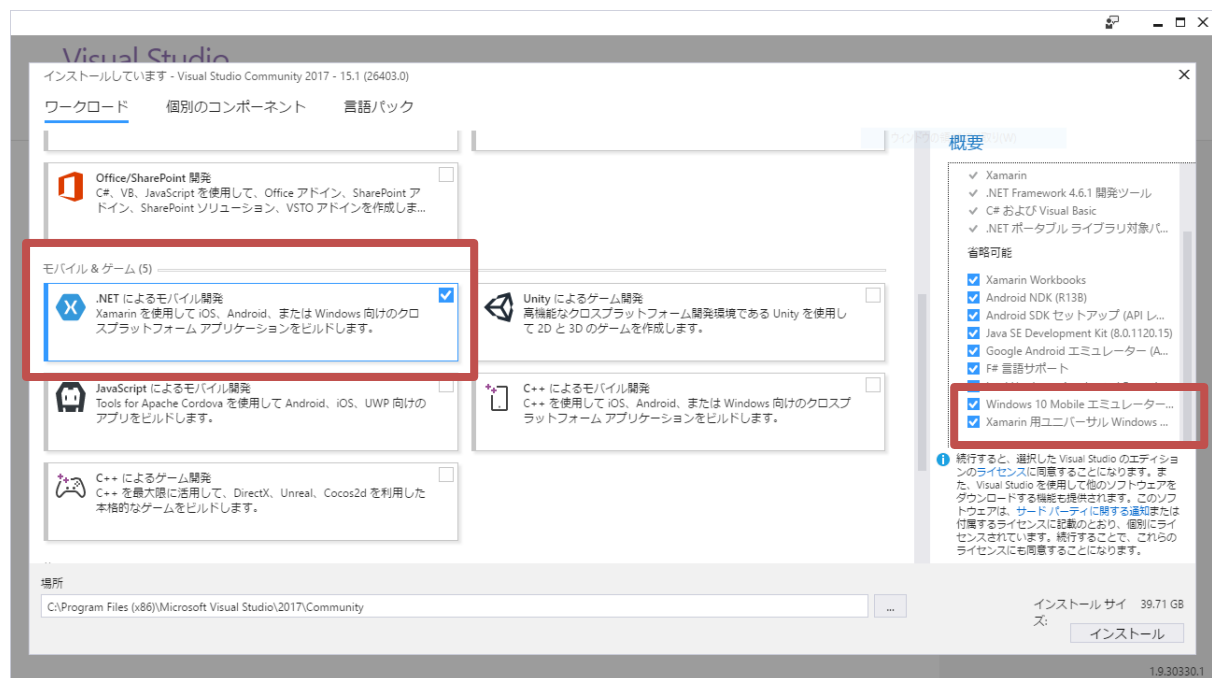 Visual Studio
インストールしています - Visual Studio Community 2017 - 15.1 (26403.0)
ワークロード 個別のコンポーネント 言語パック
Office/SharePoint 開発
C#、VB、JavaScript を使用して、Office アドイン、SharePoint ア
ドイン、SharePoint ソリューション、VSTO アドインを作成しま...
モバイル & ゲーム (5)
.NET によるモバイル開発
Xamarin を使用して iOS、Android、または Windows 向けのクロ
スプラットフォーム アプリケーションをビルドします。
Unity によるゲーム開発
高機能なクロスプラットフォーム開発環境である Unity を使用し
て 2D と 3D のゲームを作成します。
JavaScript によるモバイル開発
Tools for Apache Cordova を使用して Android、iOS、UWP 向けの
アプリをビルドします。
C++ によるモバイル開発
C++ を使用して iOS、Android、または Windows 向けのクロスプ
ラットフォーム アプリケーションをビルドします。
C++ によるゲーム開発
C++ を最大限に活用して、DirectX、Unreal、Cocos2d を利用した
本格的なゲームをビルドします。
概要
Xamarin
.NET Framework 4.6.1 開発ツール
C# および Visual Basic
.NET ポータブル ライブラリ対象パ...
省略可能
Xamarin Workbooks
Android NDK (R13B)
Android SDK セットアップ (API レ...
Java SE Development Kit (8.0.1120.15)
Google Android エミュレーター (A...
F# 言語サポート
Windows 10 Mobile エミュレーター...
Xamarin 用ユニバーサル Windows ...
続行すると、選択した Visual Studio のエディショ
ンのライセンスに同意することになります。ま
た、Visual Studio を使用して他のソフトウェアを
ダウンロードする機能も提供されます。このソフ
トウェアは、サード パーティに関する通知または
付属するライセンスに記載のとおり、個別にライ
センスされています。続行することで、これらの
ライセンスにも同意することになります。
場所
C:\Program Files (x86)\Microsoft Visual Studio\2017\Community
...
インストール サイ 39.71 GB
ズ:
インストール
1.9.30330.1